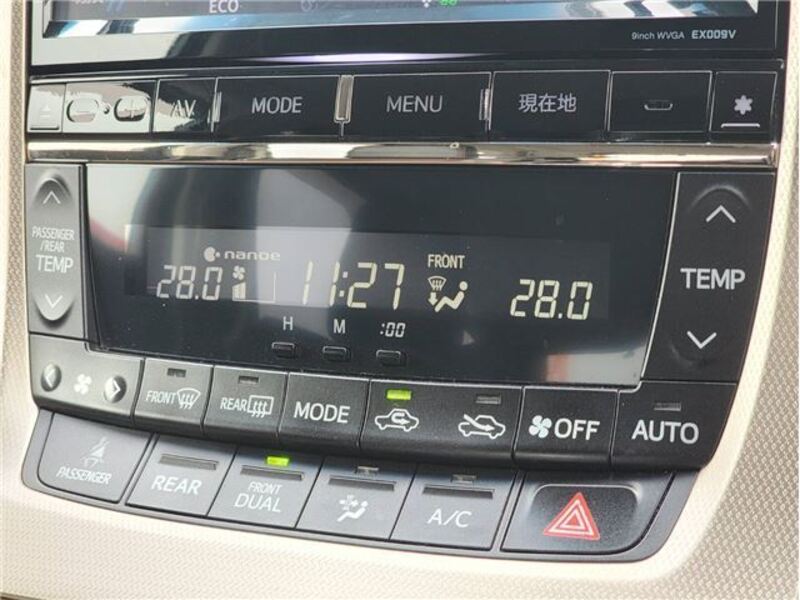 ECO
9inch WVGA EX009V
AV MODE MENU 現在地
PASSENGER
/REAR
TEMP
nanoe
28.0 11:27 FRONT 28.0
H M :00
TEMP
FRONT REAR MODE OFF AUTO
PASSENGER REAR FRONT
DUAL A/C